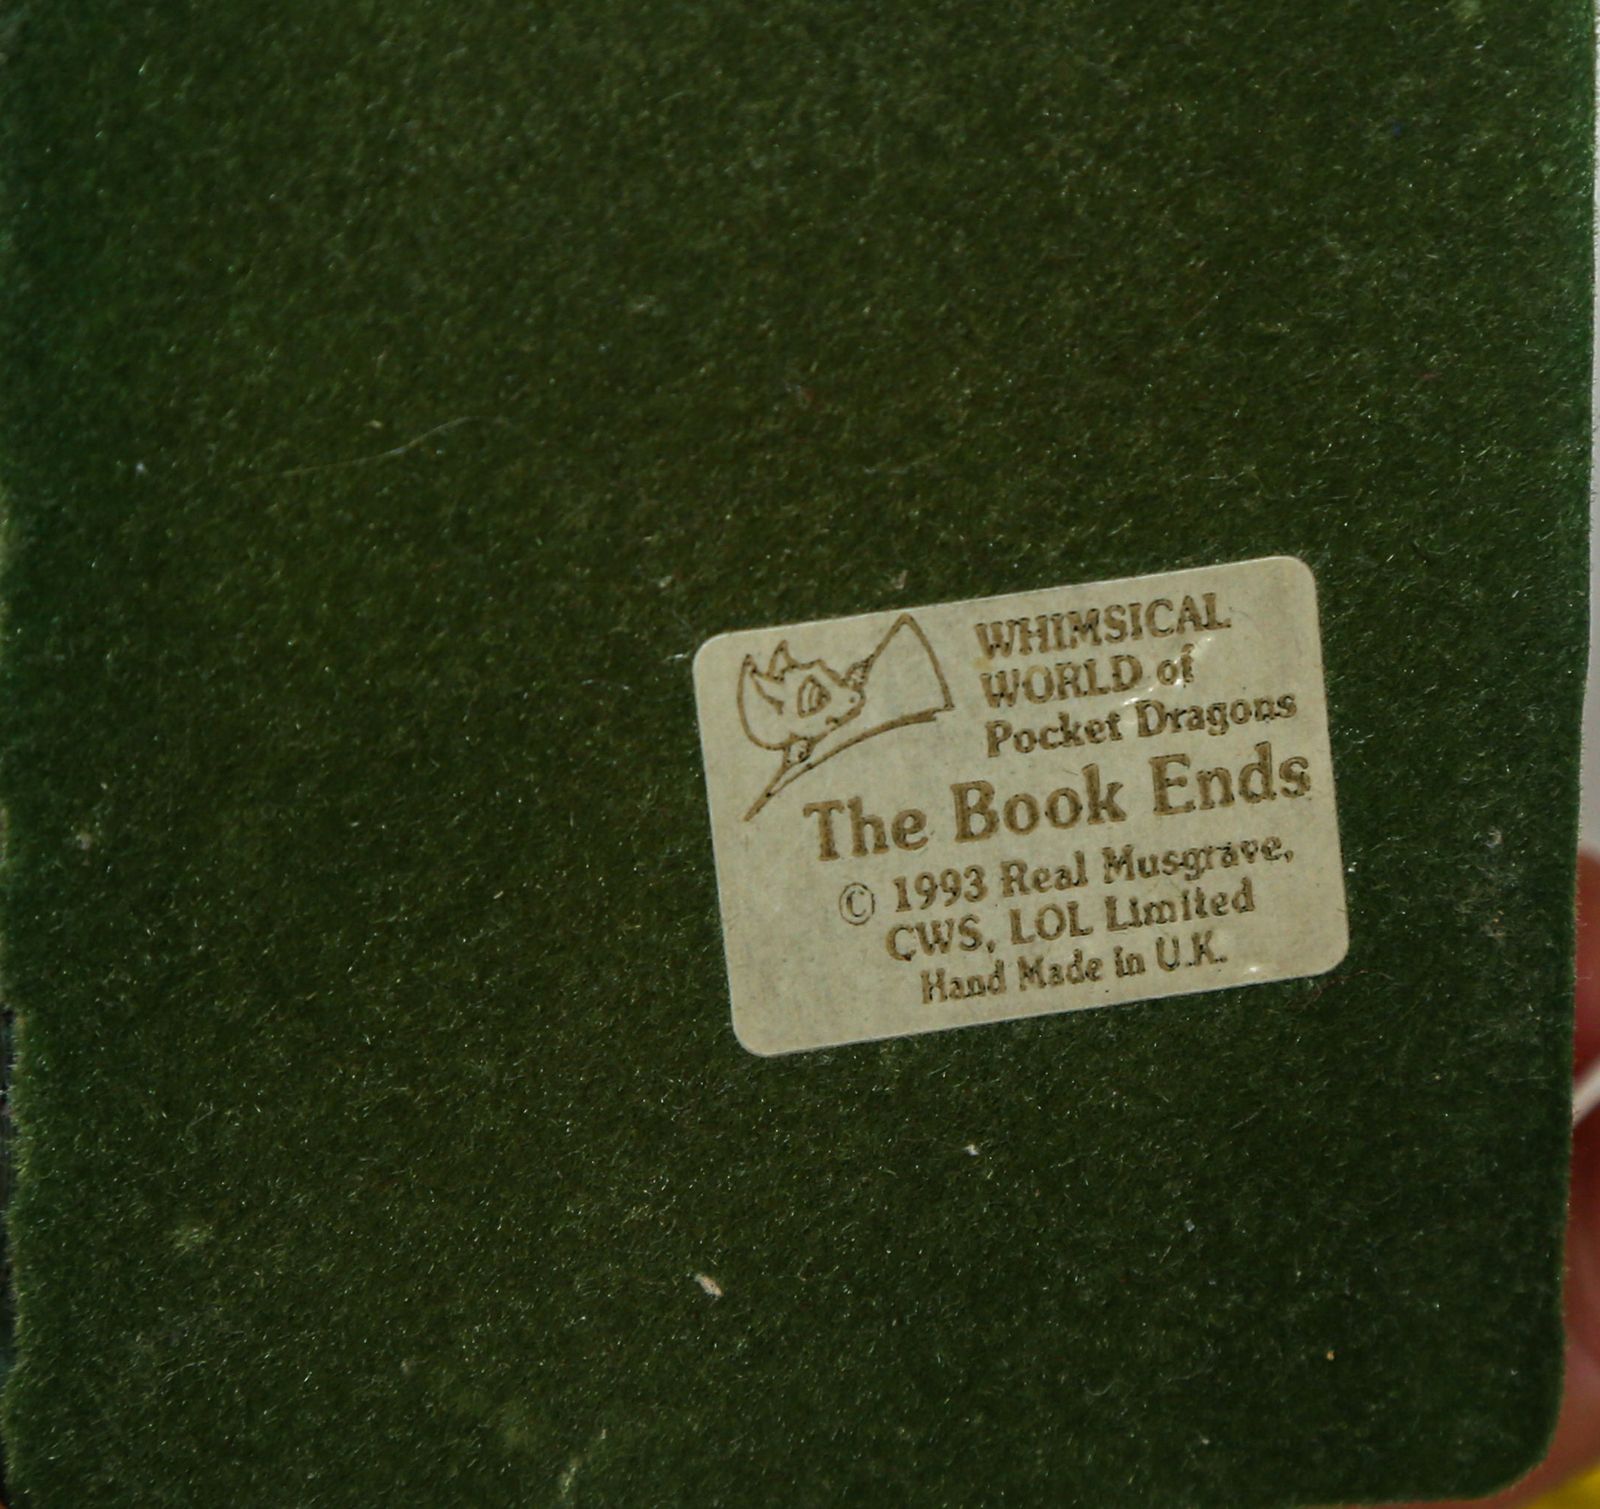 WHIMSICAL
WORLD of
Pocket Dragons
The Book Ends
© 1993 Real Musgrave,
CWS, LOL Limited
Hand Made in U.K.